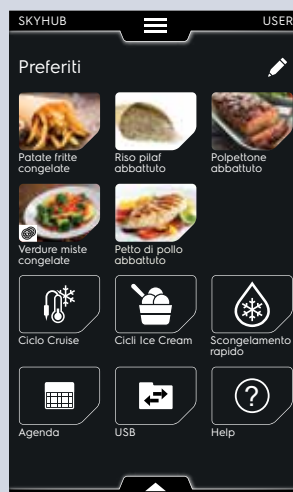 SKYHUB USER
Preferiti
Patate fritte
congelate
Riso pilaf
abbattuto
Polpettone
abbattuto
Verdure miste
congelate
Petto di pollo
abbattuto
Ciclo Cruise
Cicli Ice Cream
Scongelamento
rapido
Agenda
USB
Help